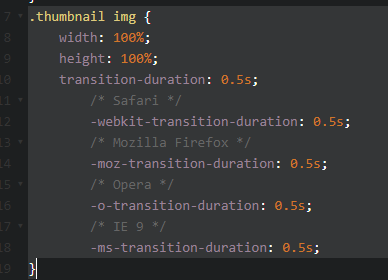 7 .thumbnail img {
8 width: 100%;
9 height: 100%;
10 transition-duration: 0.5s;
11 /* Safari */
12 -webkit-transition-duration: 0.5s;
13 /* Mozilla Firefox */
14 -moz-transition-duration: 0.5s;
15 /* Opera */
16 -o-transition-duration: 0.5s;
17 /* IE 9 */
18 -ms-transition-duration: 0.5s;
19 }